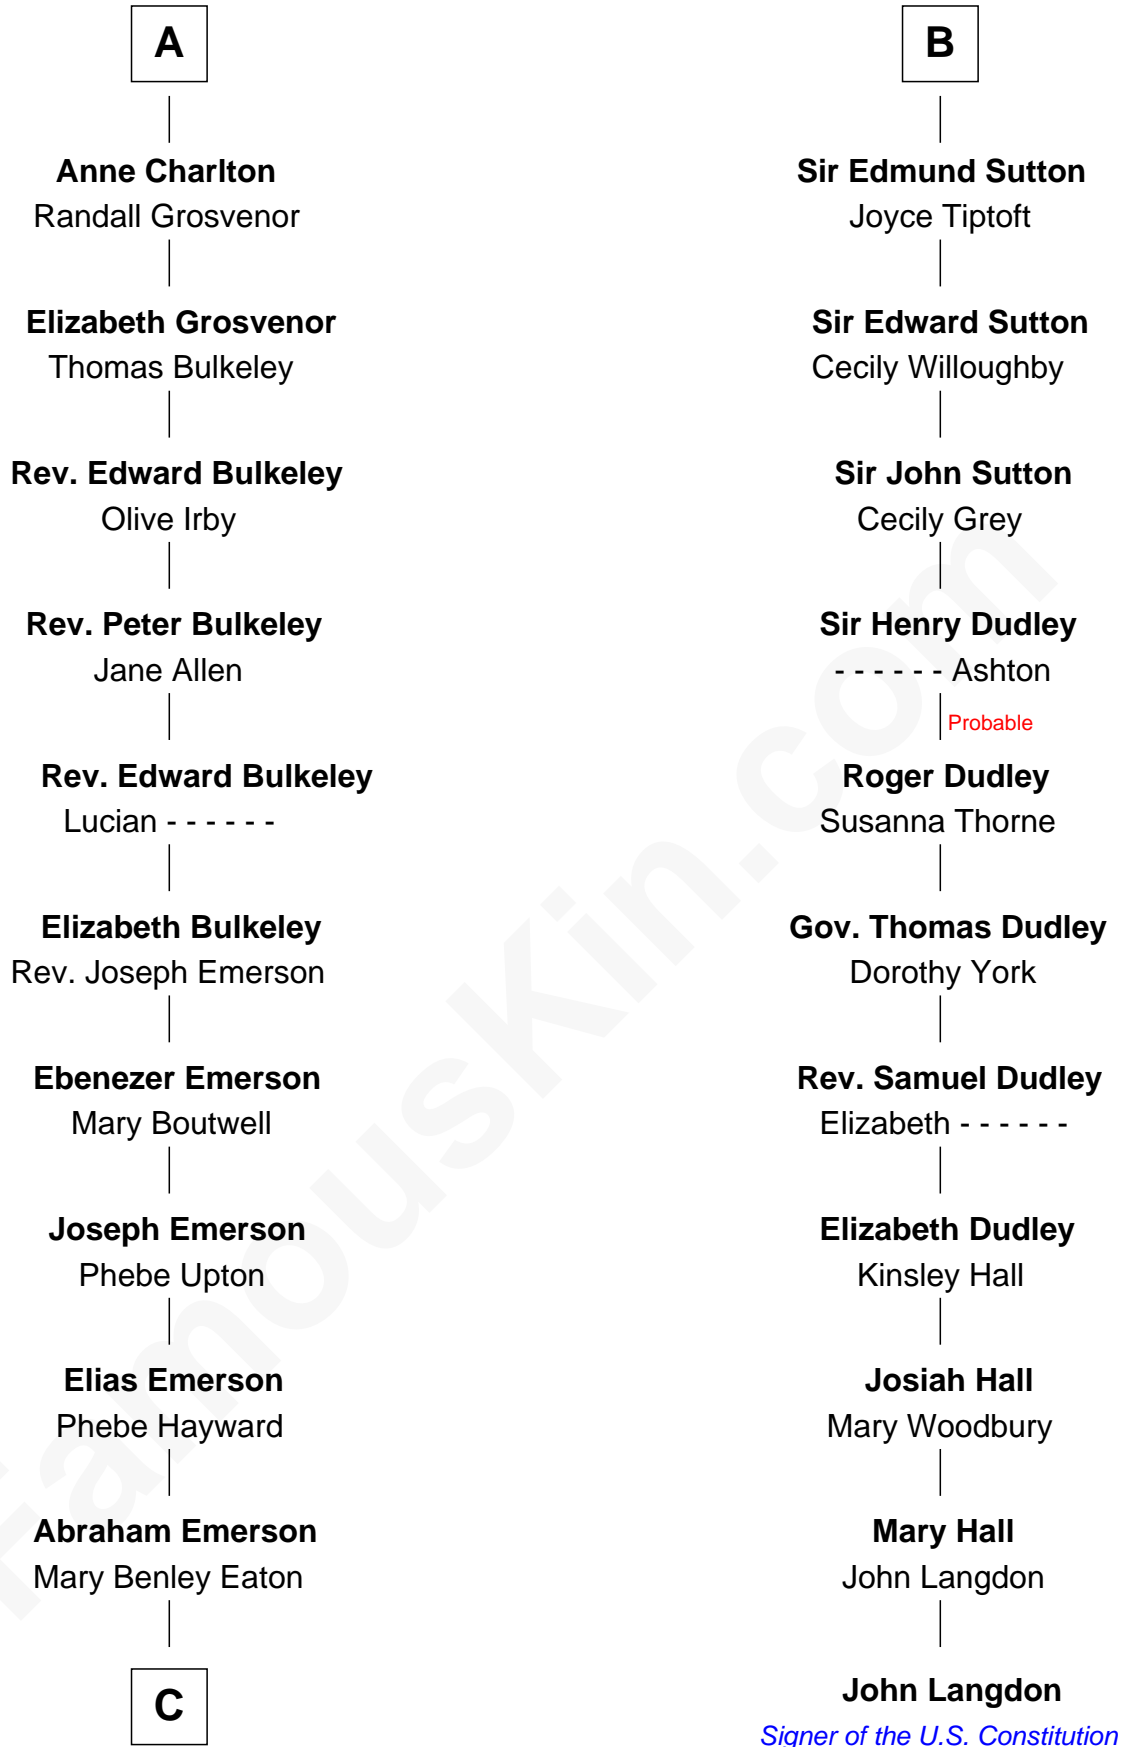 A
Anne Charlton
Randall Grosvenor
Elizabeth Grosvenor
Thomas Bulkeley
Rev. Edward Bulkeley
Olive Irby
Rev. Peter Bulkeley
Jane Allen
Rev. Edward Bulkeley
Lucian - - - - - -
Elizabeth Bulkeley
Rev. Joseph Emerson
Ebenezer Emerson
Mary Boutwell
Joseph Emerson
Phebe Upton
Elias Emerson
Phebe Hayward
Abraham Emerson
Mary Benley Eaton
C
B
Sir Edmund Sutton
Joyce Tiptoft
Sir Edward Sutton
Cecily Willoughby
Sir John Sutton
Cecily Grey
Sir Henry Dudley
- - - - - - Ashton
Probable
Roger Dudley
Susanna Thorne
Gov. Thomas Dudley
Dorothy York
Rev. Samuel Dudley
Elizabeth - - - - - -
Elizabeth Dudley
Kinsley Hall
Josiah Hall
Mary Woodbury
Mary Hall
John Langdon
John Langdon
Signer of the U.S. Constitution
FamousKin.com